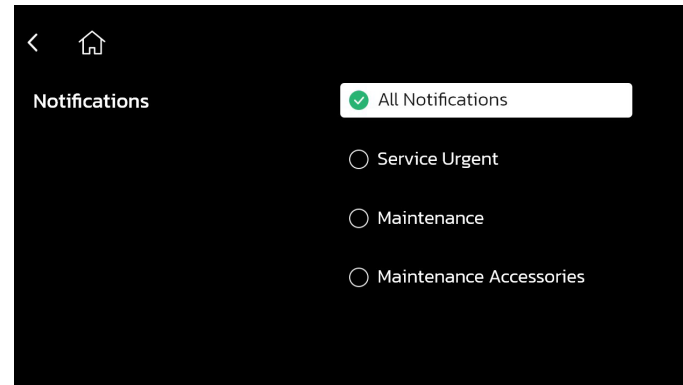 Notifications
All Notifications
Service Urgent
Maintenance
Maintenance Accessories